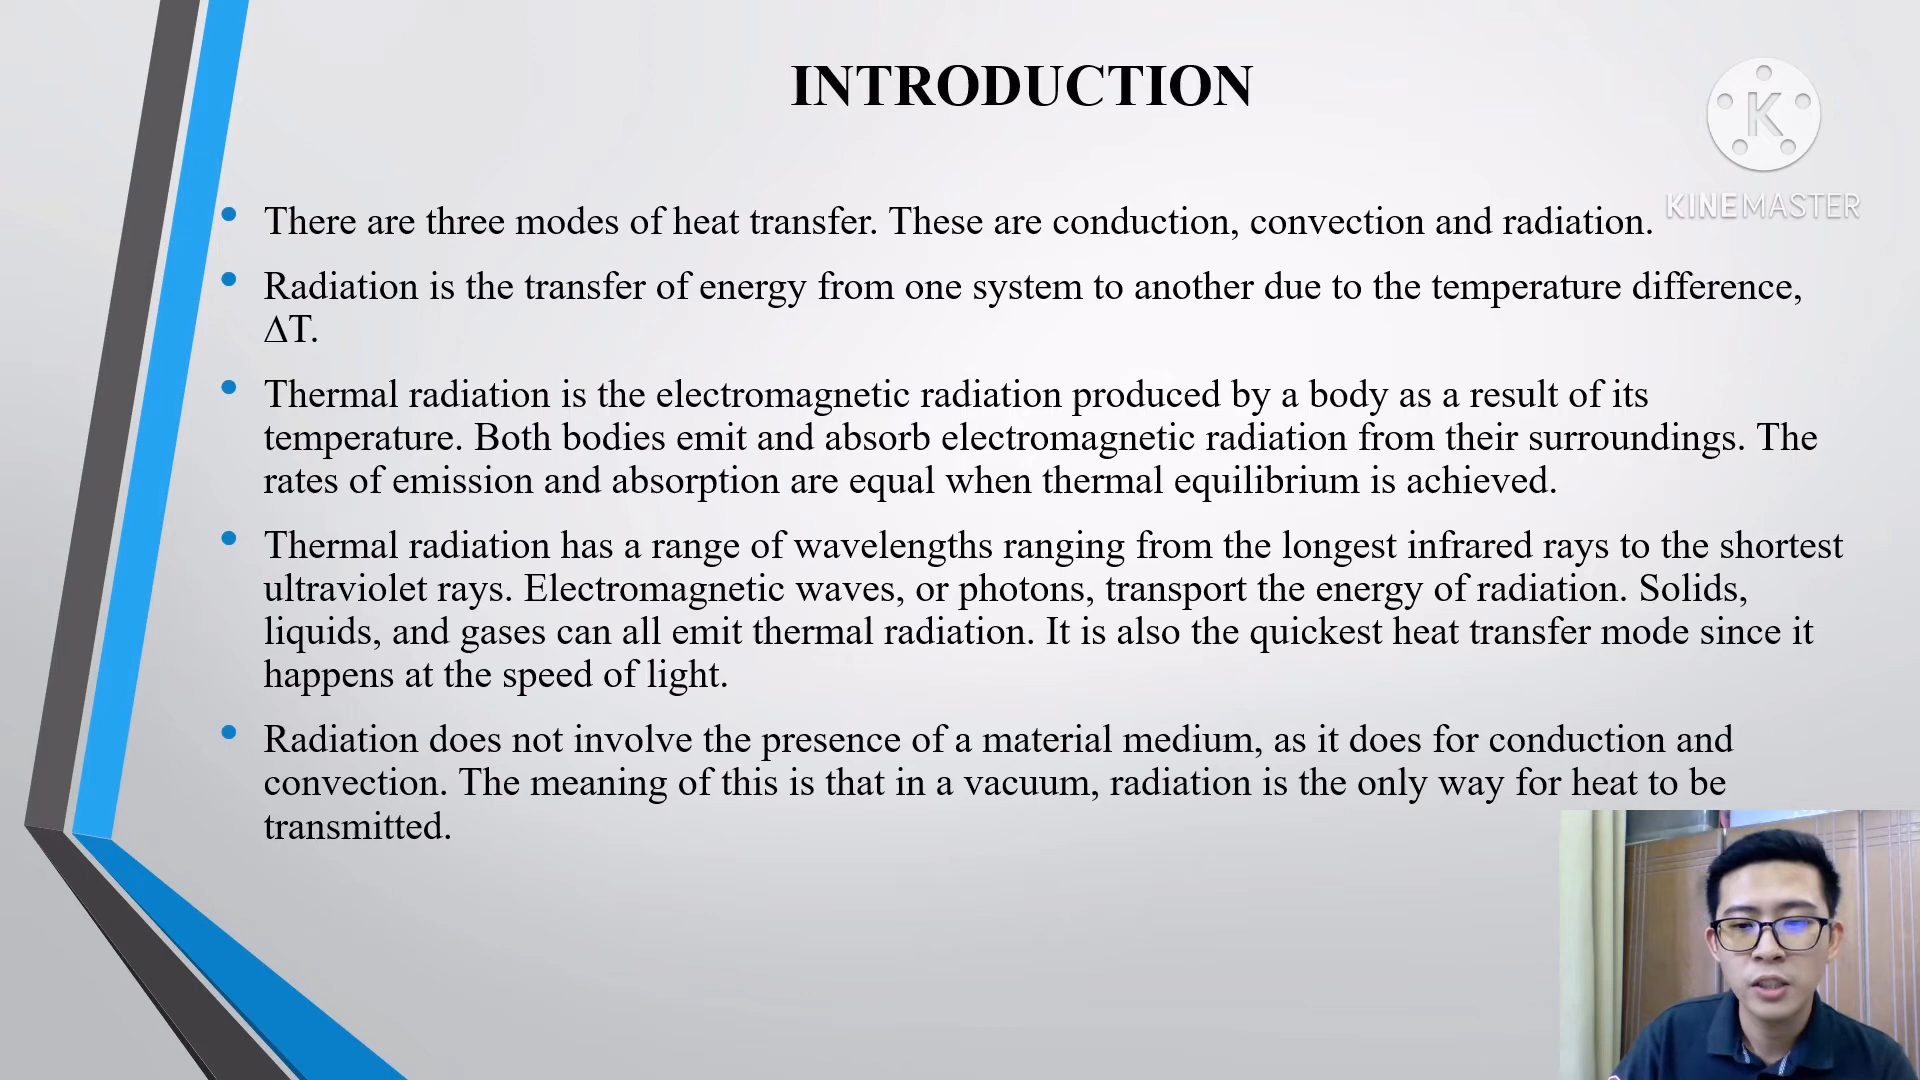 INTRODUCTION
K
KINEMASTER
There are three modes of heat transfer. These are conduction, convection and radiation.
Radiation is the transfer of energy from one system to another due to the temperature difference,
ΔT.
Thermal radiation is the electromagnetic radiation produced by a body as a result of its
temperature. Both bodies emit and absorb electromagnetic radiation from their surroundings. The
rates of emission and absorption are equal when thermal equilibrium is achieved.
Thermal radiation has a range of wavelengths ranging from the longest infrared rays to the shortest
ultraviolet rays. Electromagnetic waves, or photons, transport the energy of radiation. Solids,
liquids, and gases can all emit thermal radiation. It is also the quickest heat transfer mode since it
happens at the speed of light.
Radiation does not involve the presence of a material medium, as it does for conduction and
convection. The meaning of this is that in a vacuum, radiation is the only way for heat to be
transmitted.